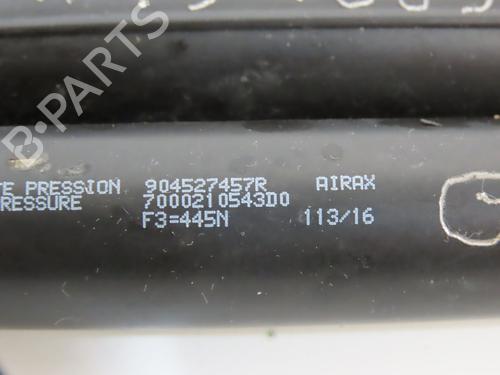 TE PRESSION 904527457R AIRAX
RESSURE 7000210543D0
F3=445N 113/16
B-PARTS